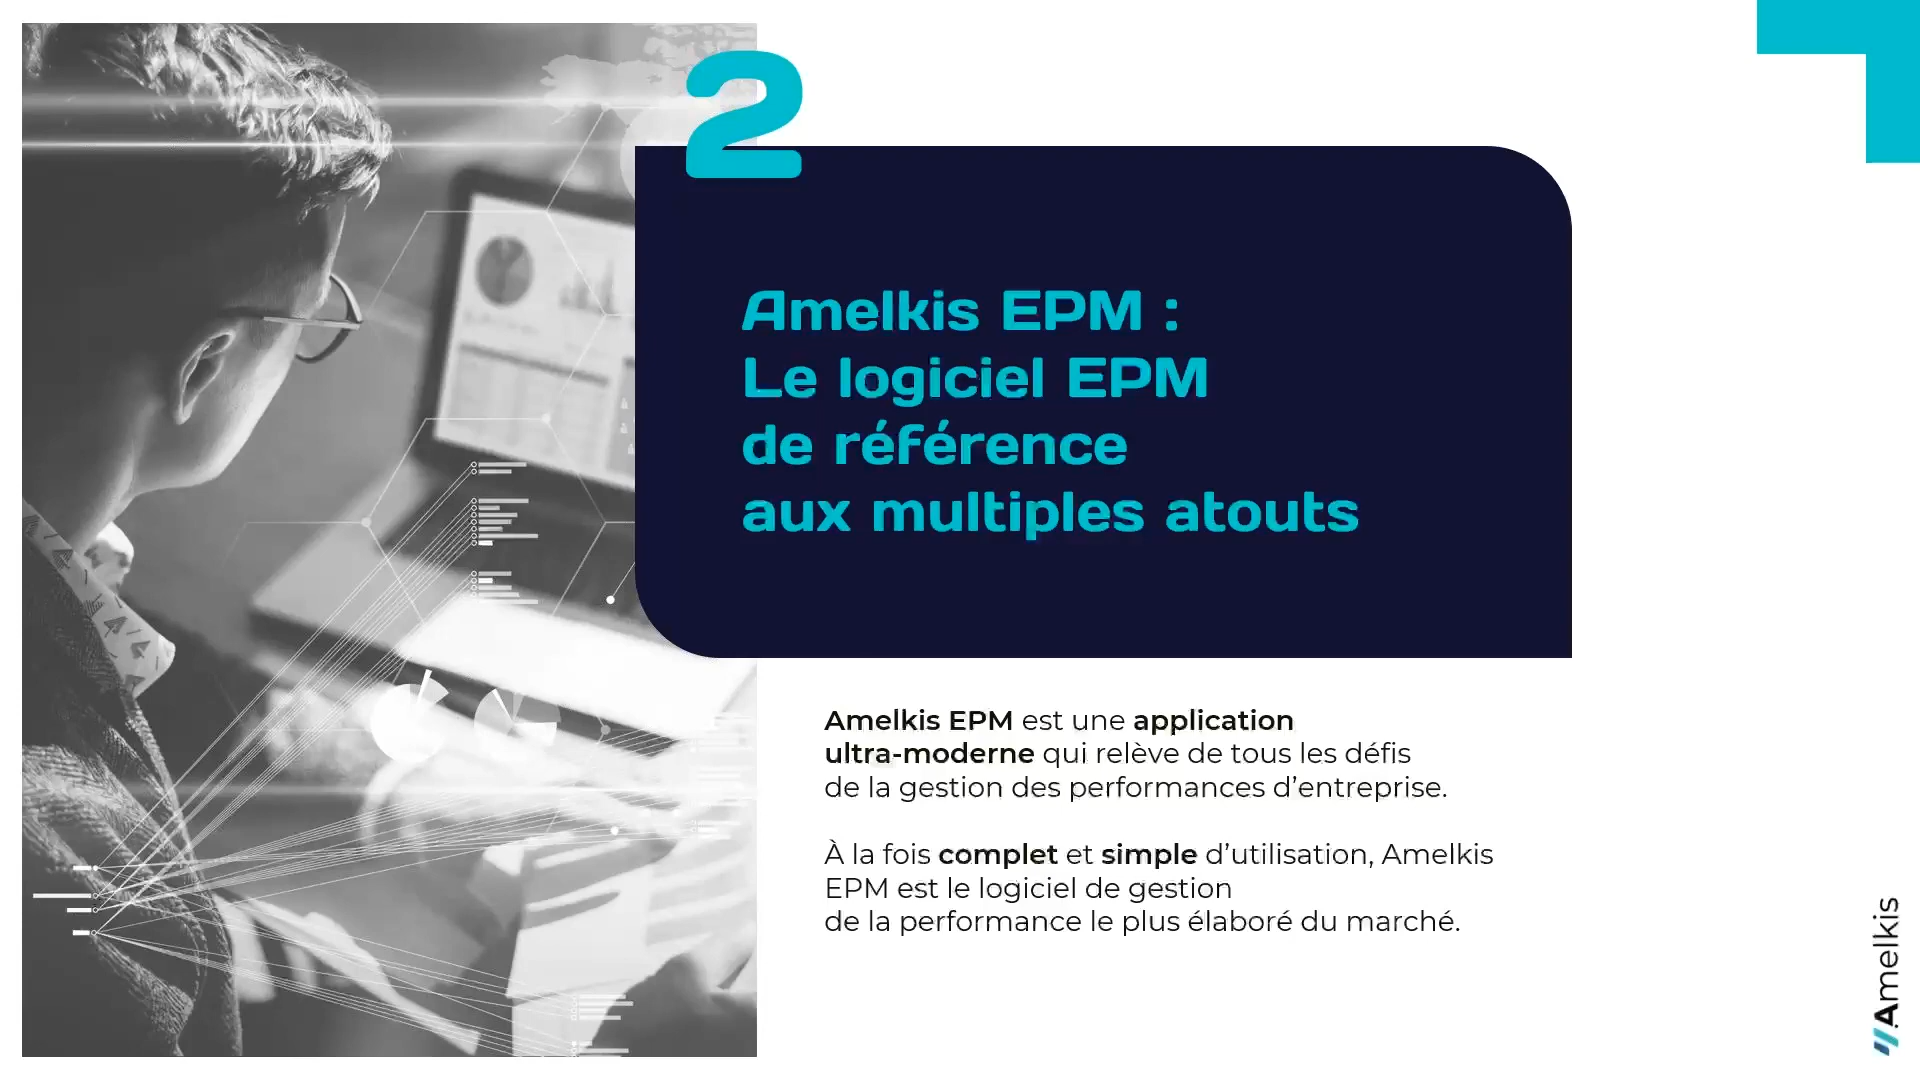 2
Amelkis EPM :
Le logiciel EPM
de référence
aux multiples atouts
Amelkis EPM est une application
ultra-moderne qui relève de tous les défis
de la gestion des performances d’entreprise.
À la fois complet et simple d’utilisation, Amelkis
EPM est le logiciel de gestion
de la performance le plus élaboré du marché.
Amelkis